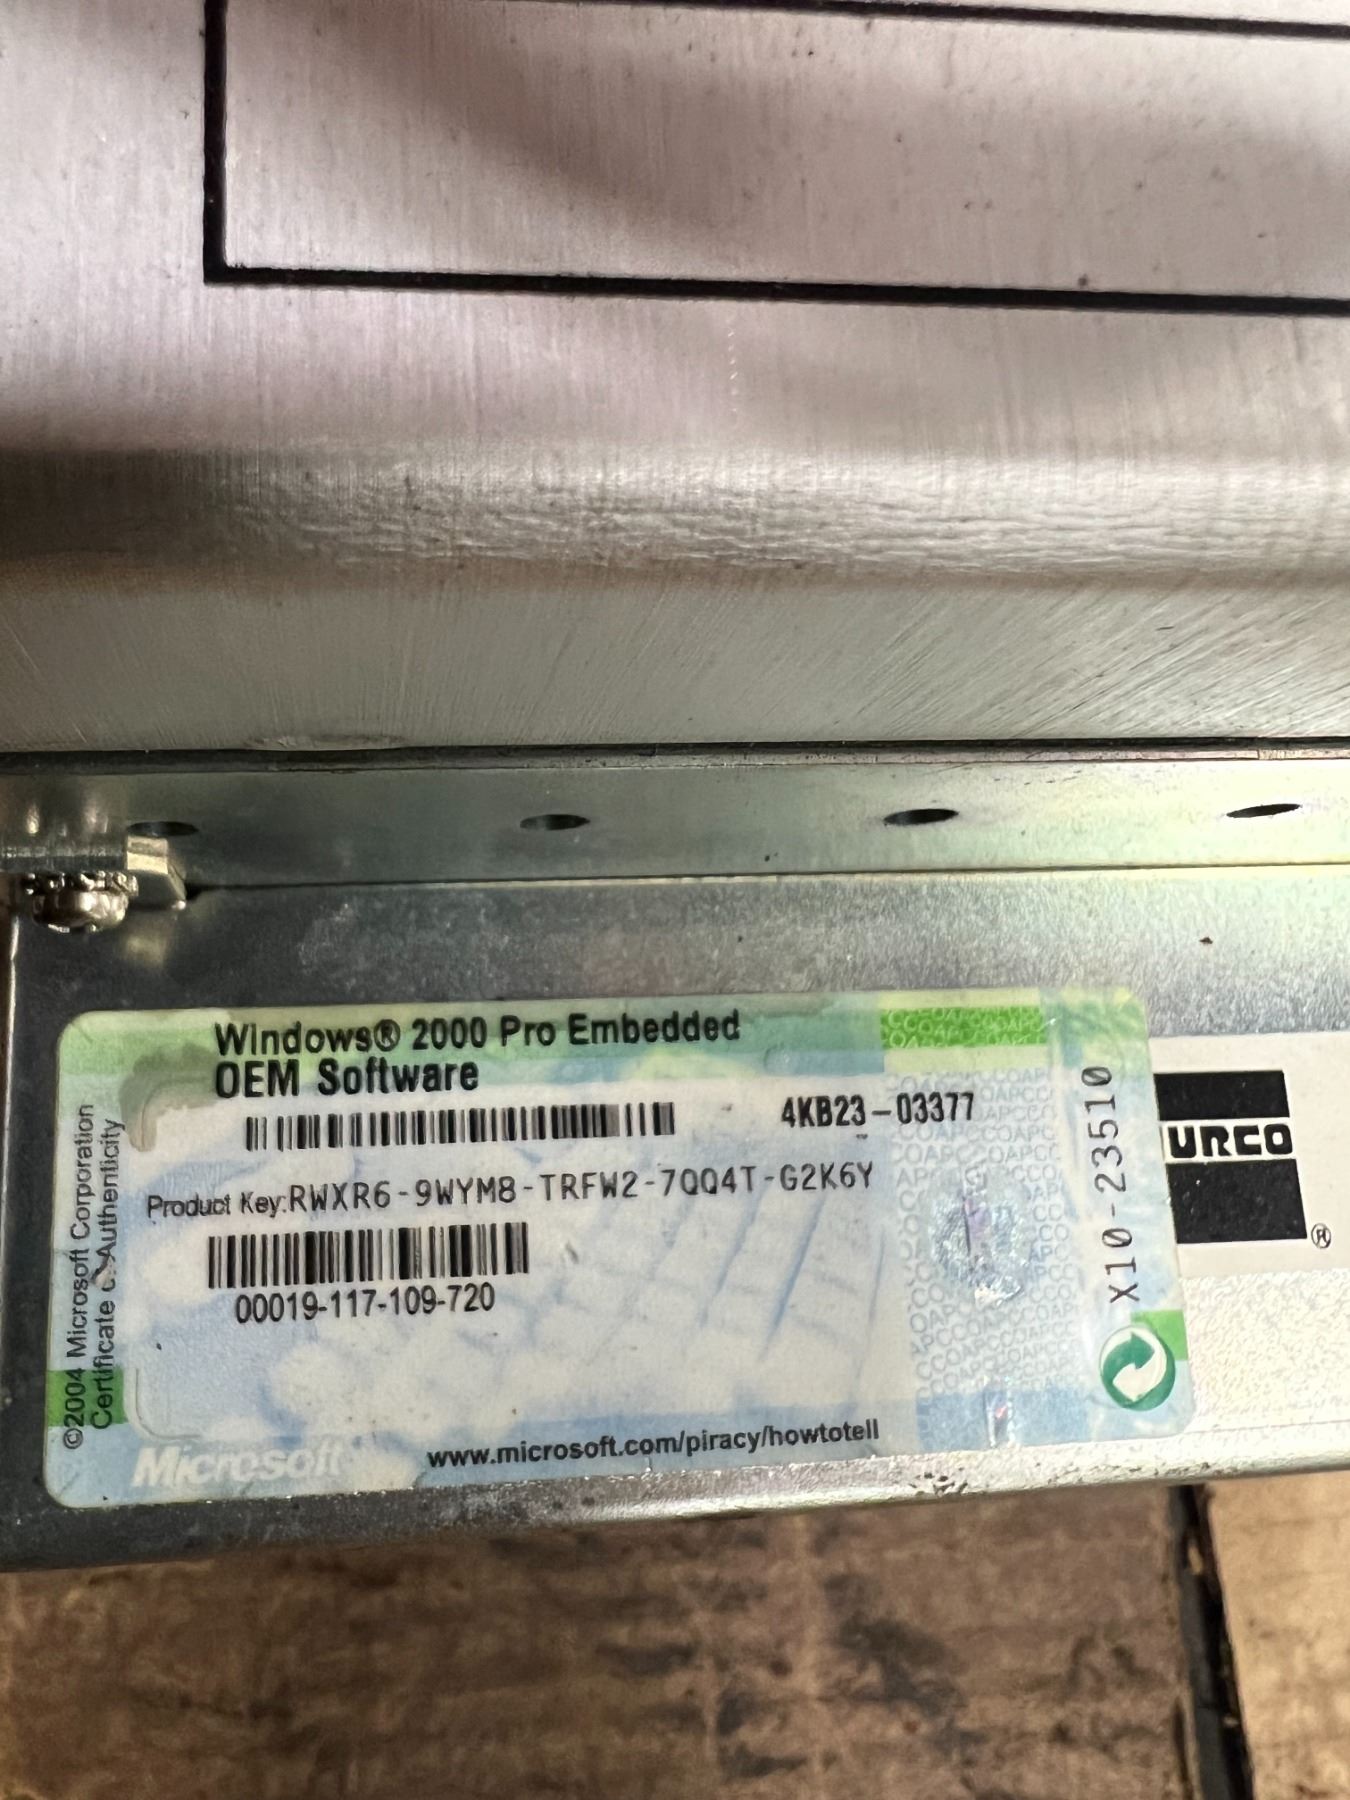 Windows® 2000 Pro Embedded
OEM Software
4KB23-03377
Product Key:RWXR6-9WYM8-TRFW2-7QQ4T-G2K6Y
00019-117-109-720
©2004 Microsoft Corporation
Certificate Authenticity
Microsoft
www.microsoft.com/piracy/howtotell
X10-23510
URCO
®